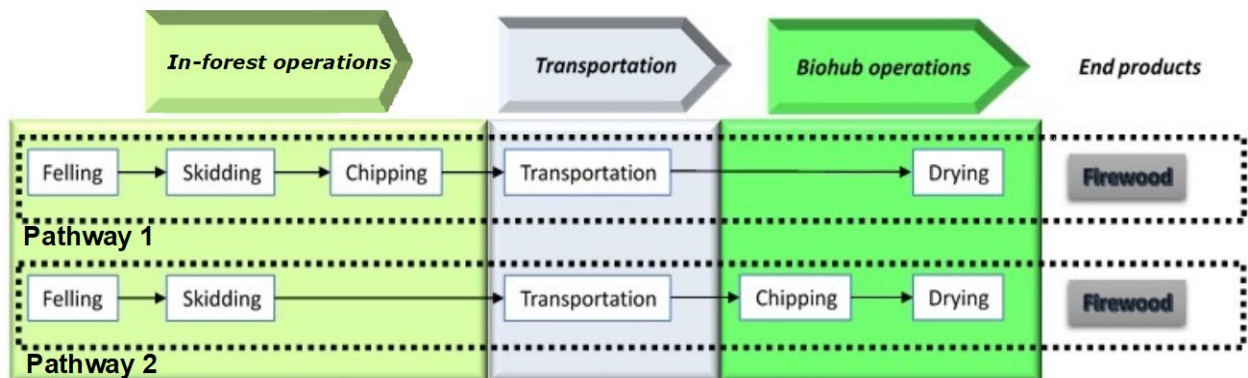 In-forest operations
Transportation
Biohub operations
End products
Felling
Skidding
Chipping
Transportation
Drying
Firewood
Pathway 1
Felling
Skidding
Transportation
Chipping
Drying
Firewood
Pathway 2